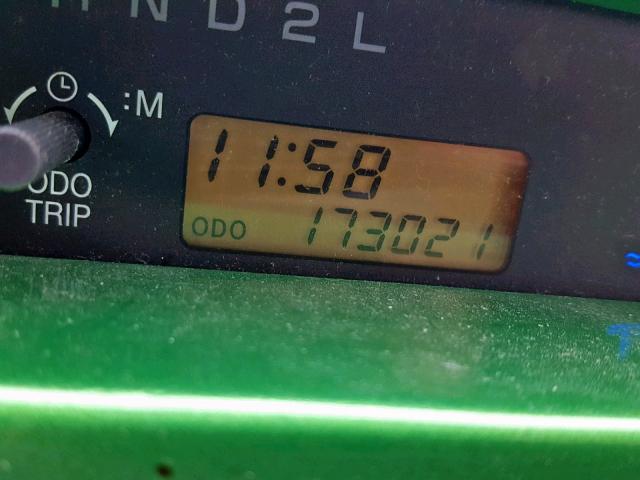 N D 2 L
:M
ODO
TRIP
11:58
ODO 173021